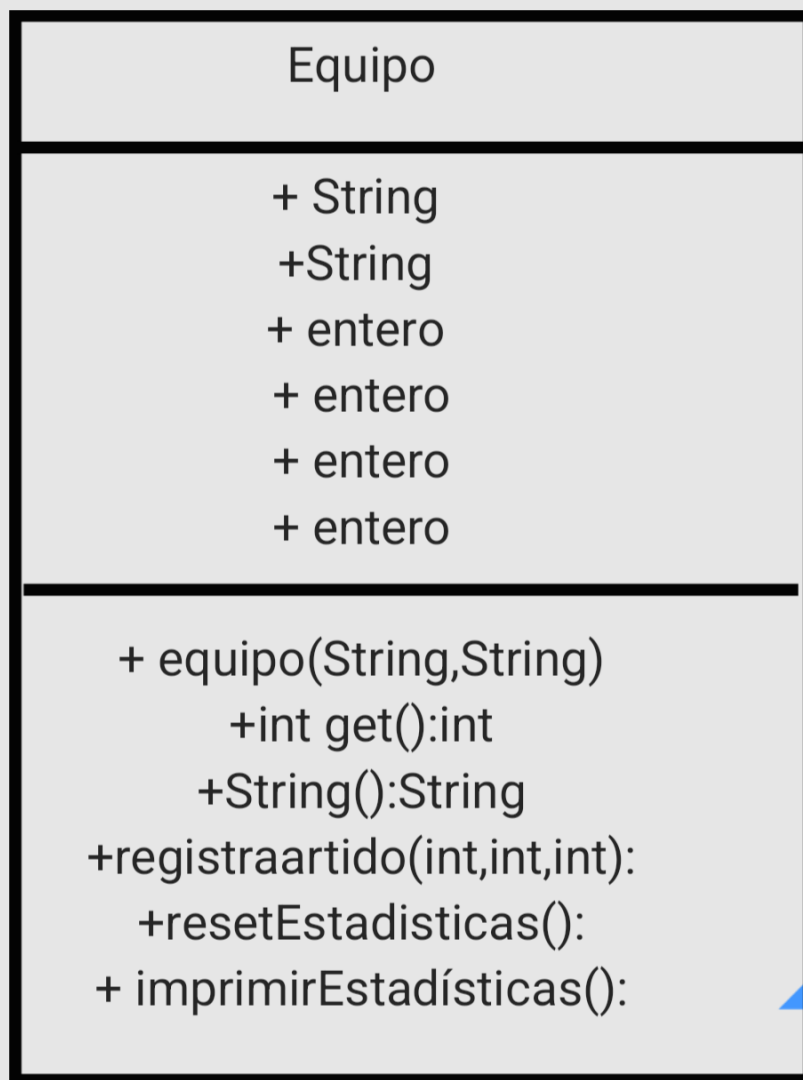 Equipo
+ String
+String
+ entero
+ entero
+ entero
+ entero
+ equipo(String,String)
+int get():int
+String():String
+registraartido(int,int,int):
+resetEstadisticas():
+ imprimirEstadísticas():